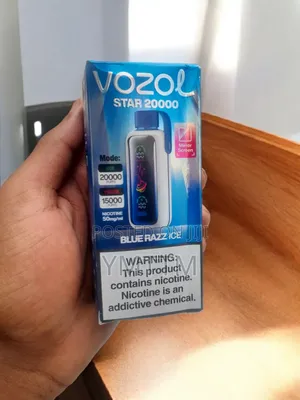 VOZOL
STAR 20000
Mode:
20000
15000
NICOTINE
50mg/ml
BLUE RAZZ ICE
WARNING:
This product
contains nicotine.
Nicotine is an
addictive chemical.